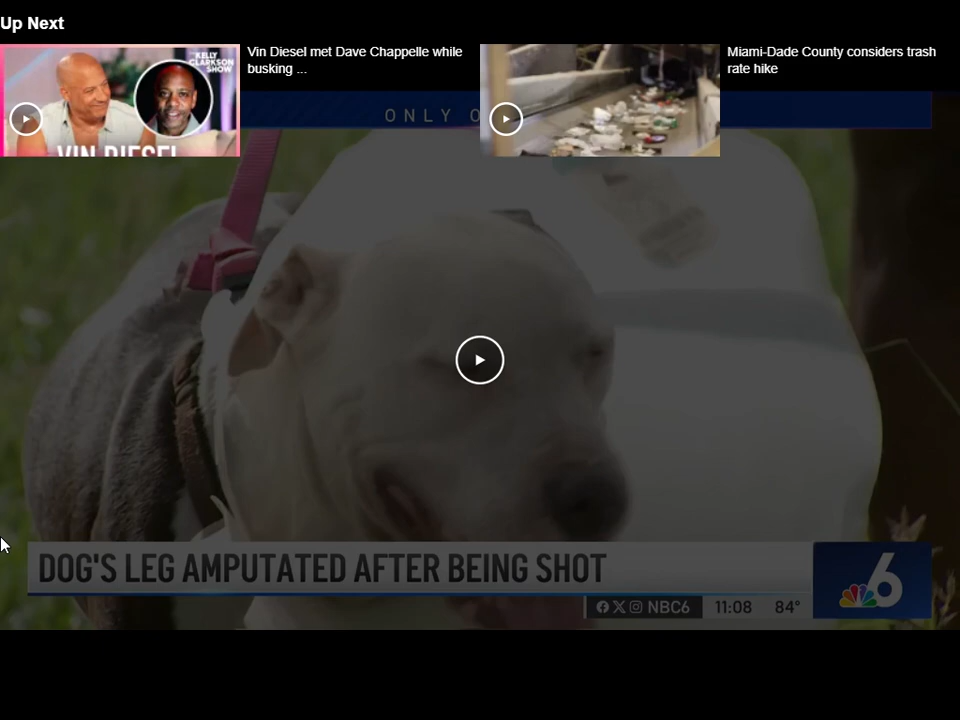 Up Next
Vin Diesel met Dave Chappelle while
busking ...
Miami-Dade County considers trash
rate hike
KELLY
CLARKSON
SHOW
VIN DIESEL
ONLY O
DOG'S LEG AMPUTATED AFTER BEING SHOT
6
NBC6 11:08 84°